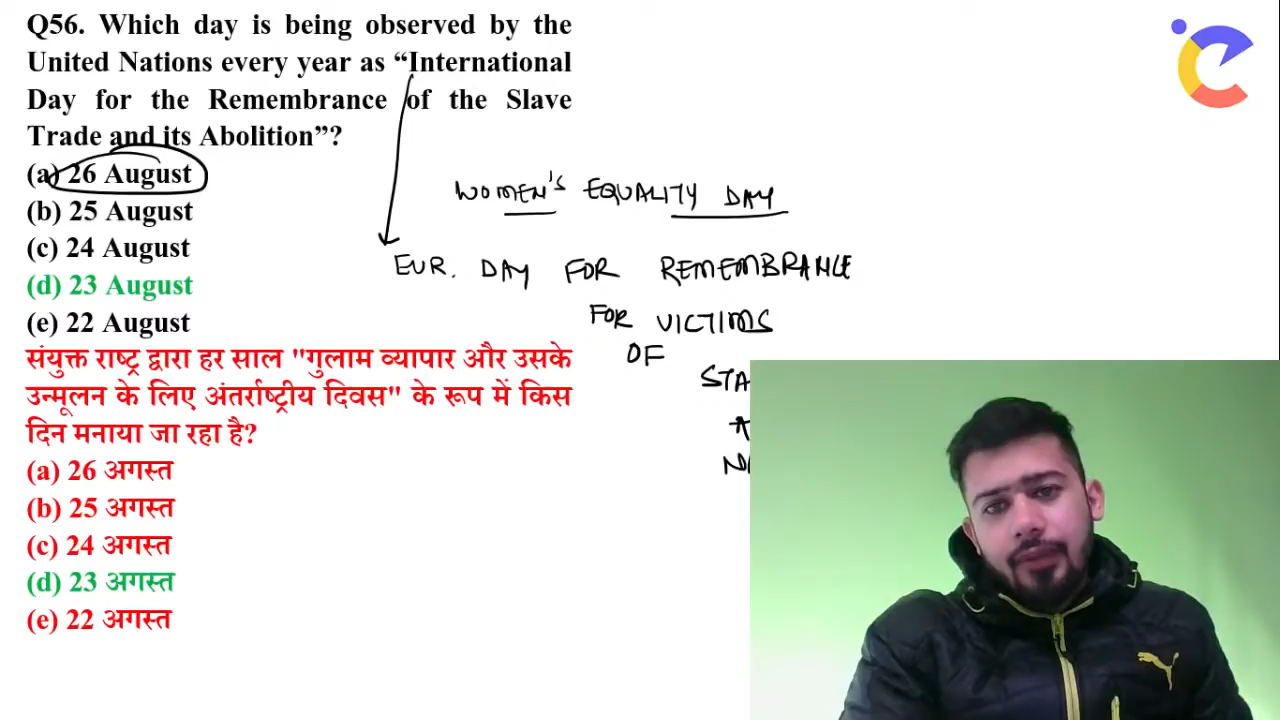 Q56. Which day is being observed by the
United Nations every year as “International
Day for the Remembrance of the Slave
Trade and its Abolition”?
(a) 26 August
(b) 25 August
(c) 24 August
(d) 23 August
(e) 22 August
संयुक्त राष्ट्र द्वारा हर साल "गुलाम व्यापार और उसके
उन्मूलन के लिए अंतर्राष्ट्रीय दिवस" के रूप में किस
दिन मनाया जा रहा है?
(a) 26 अगस्त
(b) 25 अगस्त
(c) 24 अगस्त
(d) 23 अगस्त
(e) 22 अगस्त
WOMEN'S EQUALITY DAY
EUR. DAY FOR REMEMBRANCE
FOR VICTIMS
OF